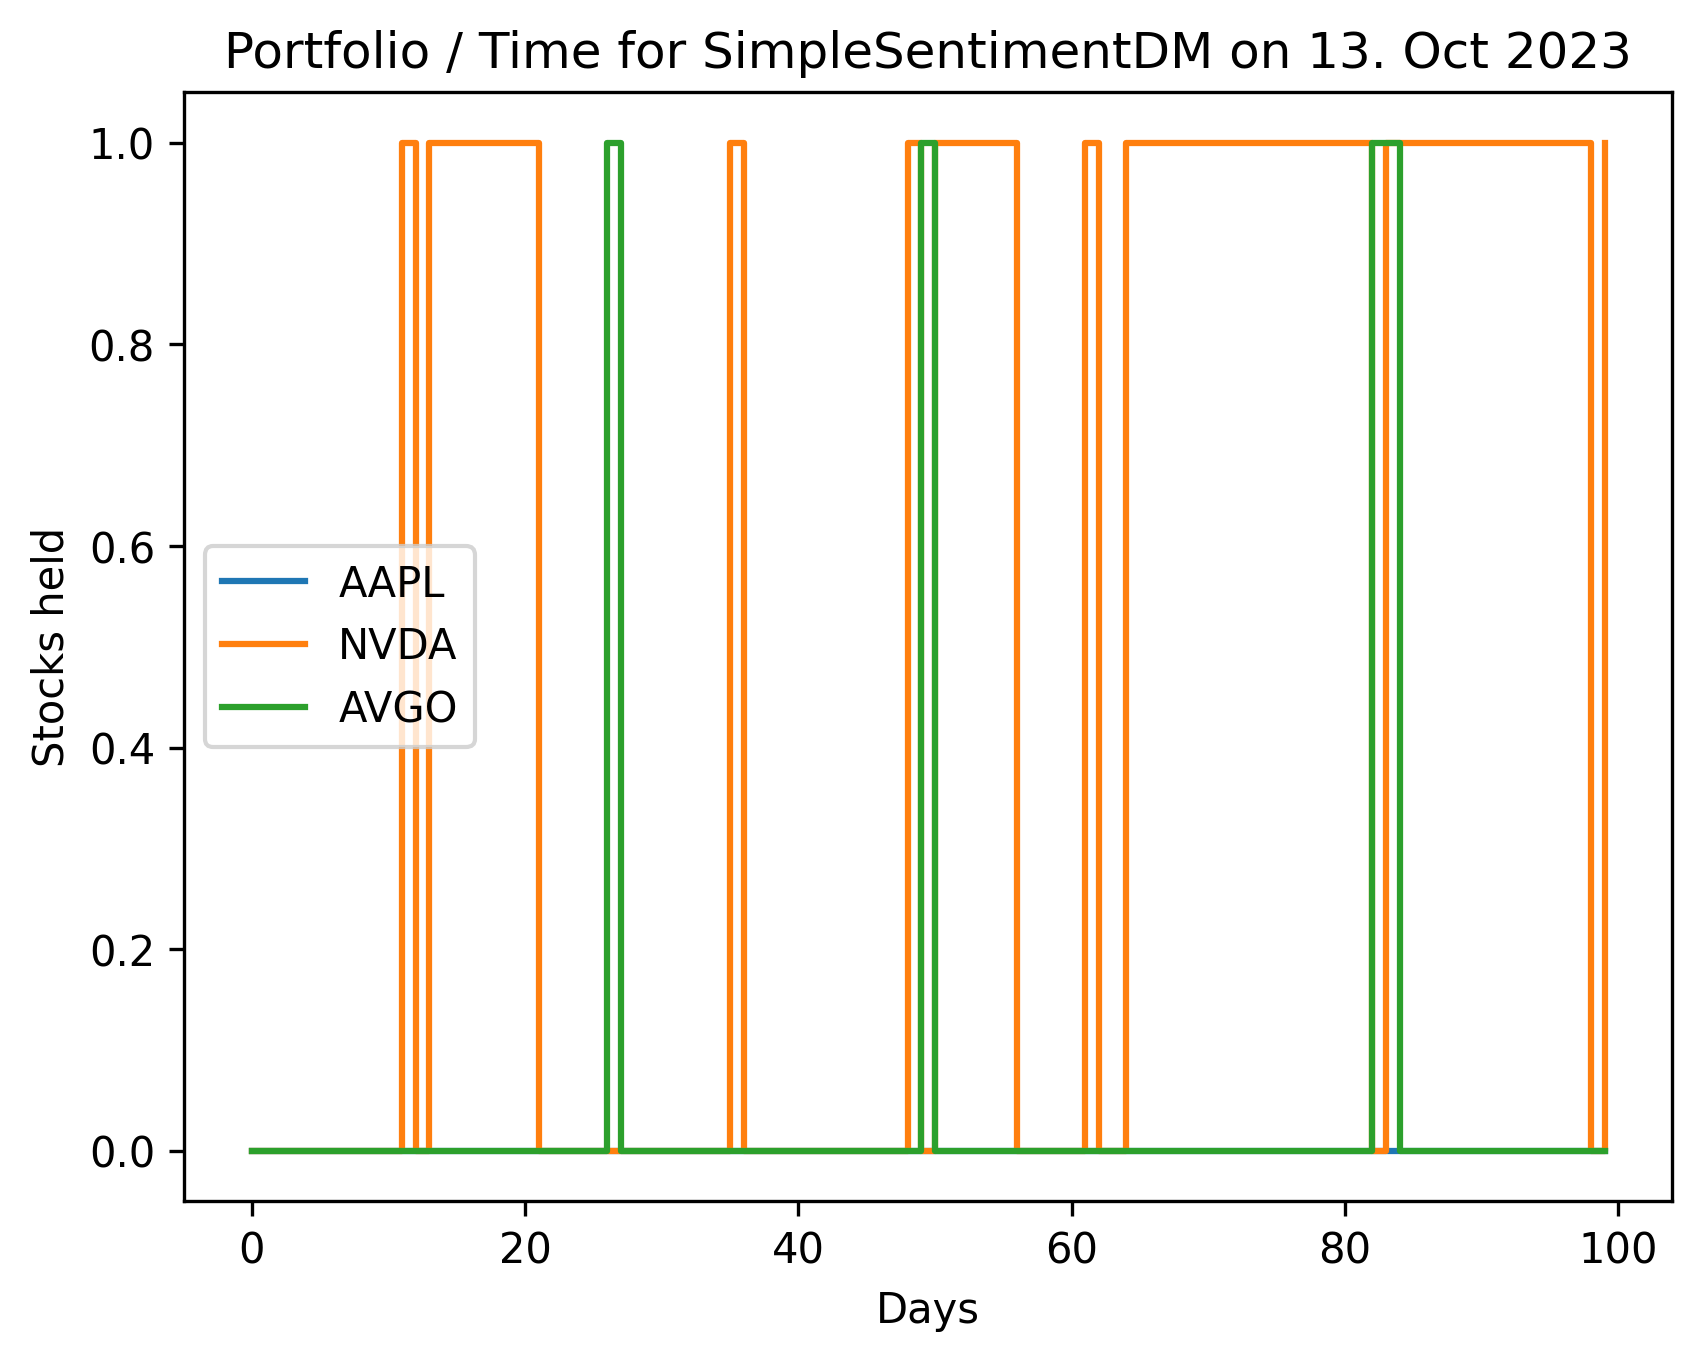 Portfolio / Time for SimpleSentimentDM on 13. Oct 2023
1.0
0.8
0.6
0.4
0.2
0.0
Stocks held
AAPL
NVDA
AVGO
0 20 40 60 80 100
Days